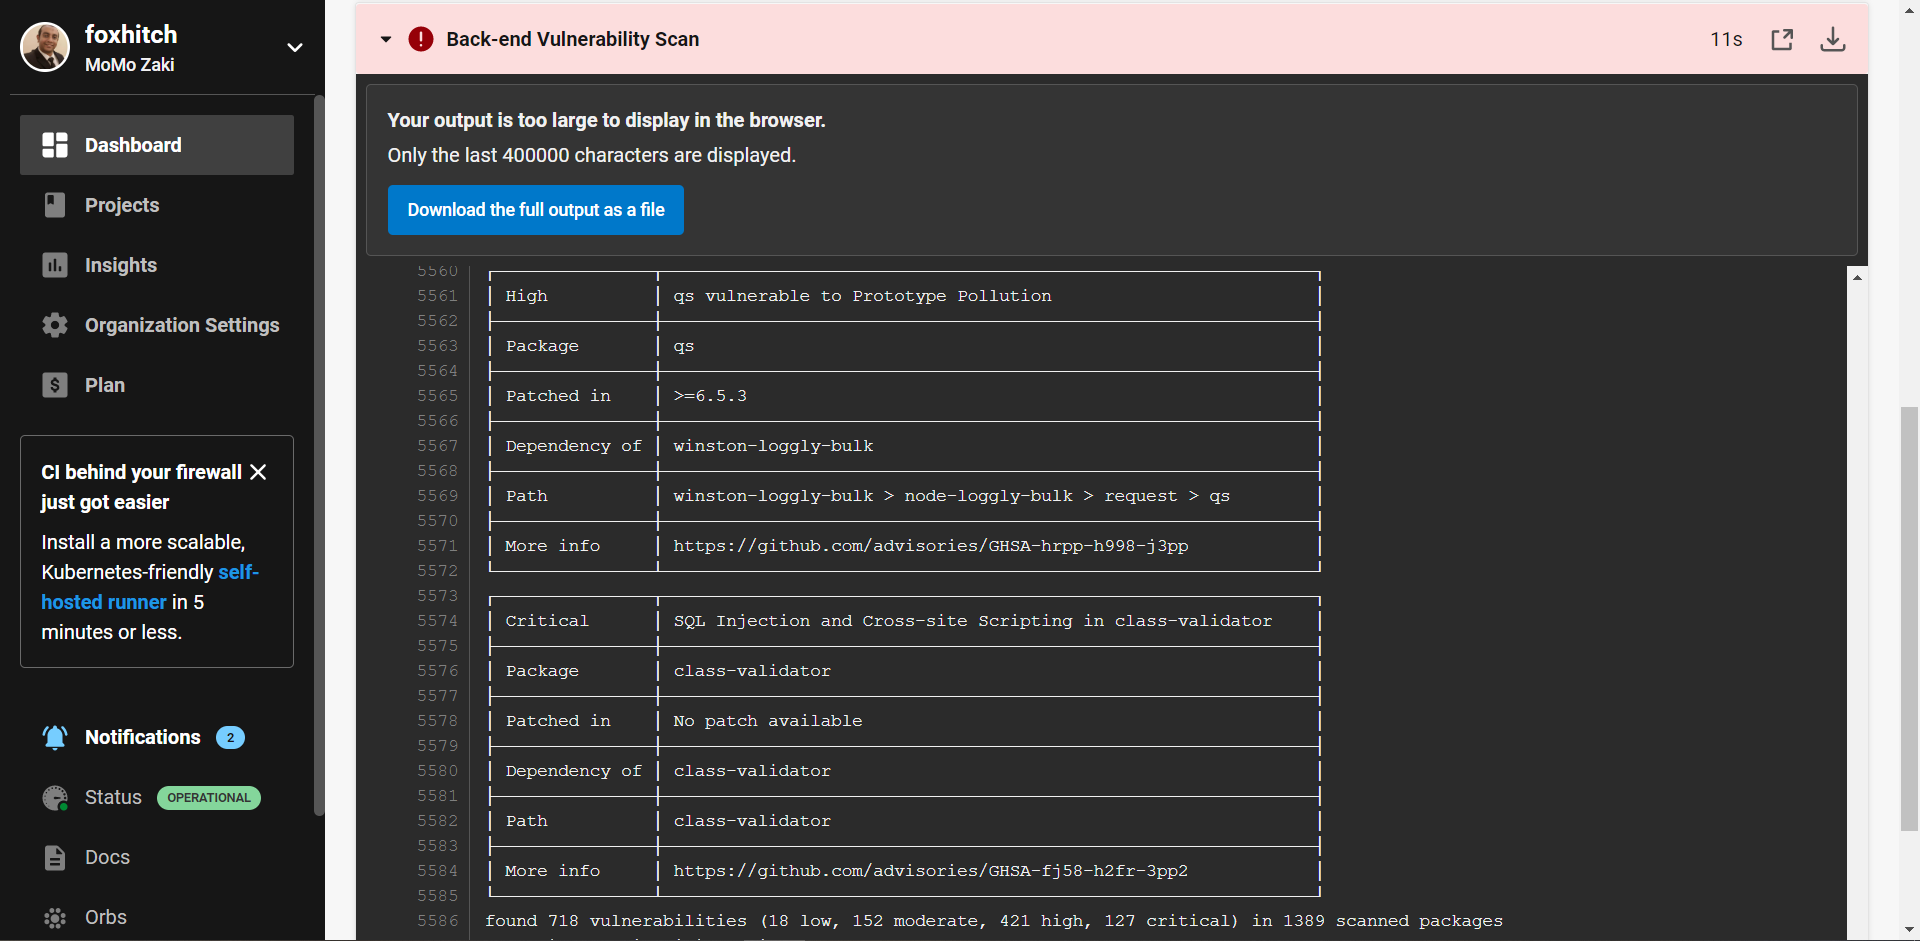 foxhitch
MoMo Zaki
Dashboard
Projects
Insights
Organization Settings
Plan
CI behind your firewall
just got easier
Install a more scalable,
Kubernetes-friendly self-
hosted runner in 5
minutes or less.
Notifications 2
Status OPERATIONAL
Docs
Orbs
Back-end Vulnerability Scan 11s
Your output is too large to display in the browser.
Only the last 400000 characters are displayed.
Download the full output as a file
5560
5561 High qs vulnerable to Prototype Pollution
5562
5563 Package qs
5564
5565 Patched in >=6.5.3
5566
5567 Dependency of winston-loggly-bulk
5568
5569 Path winston-loggly-bulk > node-loggly-bulk > request > qs
5570
5571 More info https://github.com/advisories/GHSA-hrpp-h998-j3pp
5572
5573
5574 Critical SQL Injection and Cross-site Scripting in class-validator
5575
5576 Package class-validator
5577
5578 Patched in No patch available
5579
5580 Dependency of class-validator
5581
5582 Path class-validator
5583
5584 More info https://github.com/advisories/GHSA-fj58-h2fr-3pp2
5585
5586 found 718 vulnerabilities (18 low, 152 moderate, 421 high, 127 critical) in 1389 scanned packages